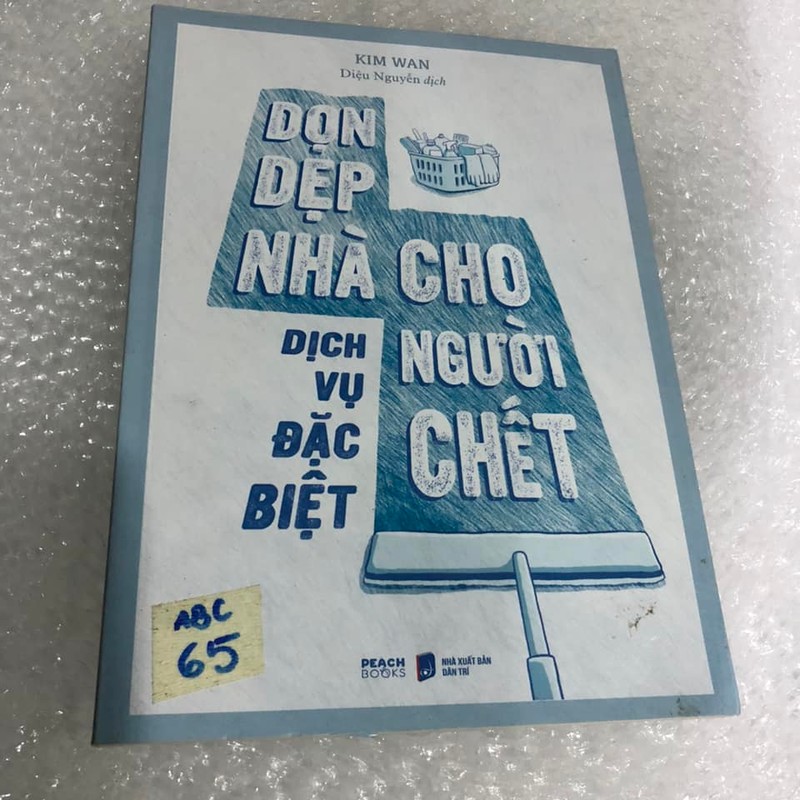 KIM WAN
Diệu Nguyễn dịch
DỌN
DẸP
NHÀ
CHO
NGƯỜI
CHẾT
DỊCH
VỤ
ĐẶC
BIỆT
ABC
65
PEACH
BOOKS
NHÀ XUẤT BẢN
DÂN TRÍ